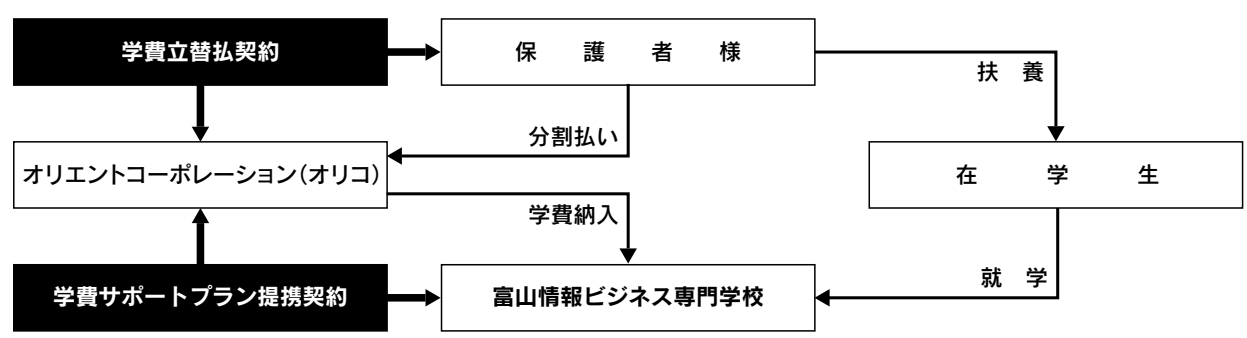 学費立替払契約
保護者様
扶養
分割払い
オリエントコーポレーション（オリコ）
在学生
学費納入
就学
学費サポートプラン提携契約
富山情報ビジネス専門学校